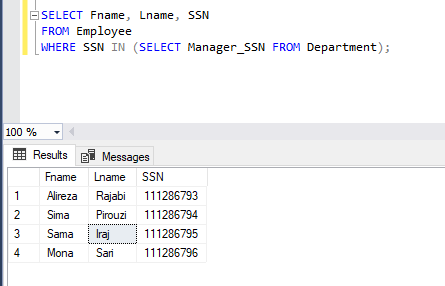 SELECT Fname, Lname, SSN
FROM Employee
WHERE SSN IN (SELECT Manager_SSN FROM Department);
100 %
Results Messages
Fname Lname SSN
1 Alireza Rajabi 111286793
2 Sima Pirouzi 111286794
3 Sama Iraj 111286795
4 Mona Sari 111286796